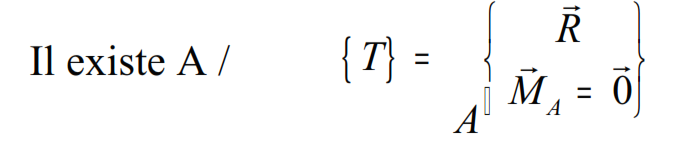 Il existe A / {T} = A { R⃗
M⃗_A = 0⃗ }